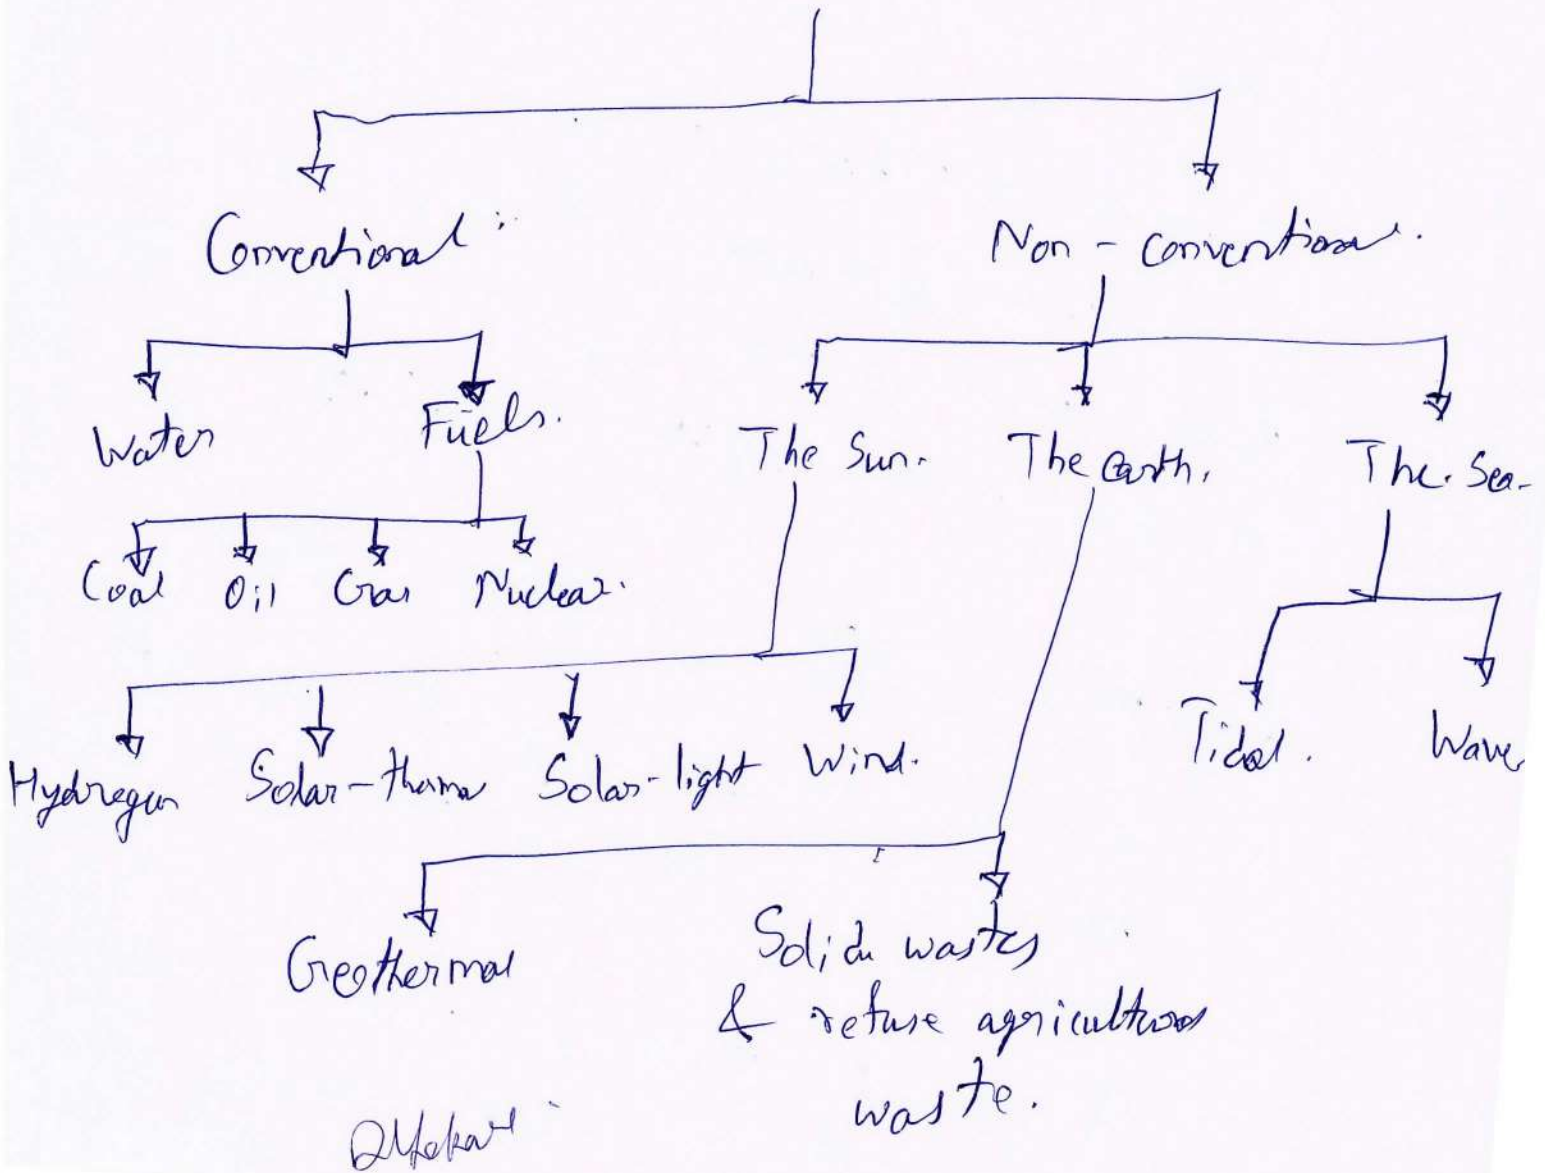 Conventional : Non - conventional.
Water Fuels. The Sun. The earth. The. Sea.
Coal Oil Gas Nuclear.
Hydrogen Solar-thermal Solar-light Wind. Tidal. Wave
Geothermal Solid wastes
& refuse agricultural
waste.